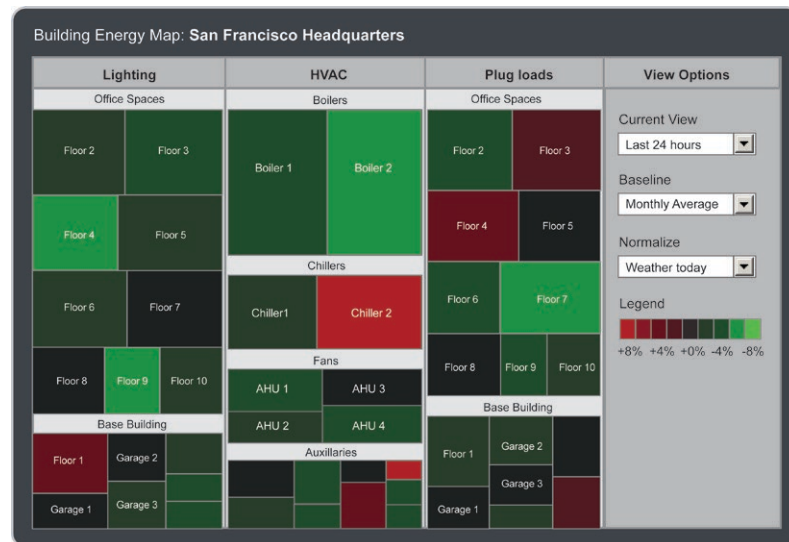 Building Energy Map: San Francisco Headquarters
Lighting
HVAC
Plug loads
View Options
Office Spaces
Floor 2
Floor 3
Floor 4
Floor 5
Floor 6
Floor 7
Floor 8
Floor 9
Floor 10
Base Building
Floor 1
Garage 2
Garage 1
Garage 3
Boilers
Boiler 1
Boiler 2
Chillers
Chiller1
Chiller 2
Fans
AHU 1
AHU 3
AHU 2
AHU 4
Auxillaries
Office Spaces
Floor 2
Floor 3
Floor 4
Floor 5
Floor 6
Floor 7
Floor 8
Floor 9
Floor 10
Base Building
Floor 1
Garage 2
Garage 3
Garage 1
Current View
Last 24 hours
Baseline
Monthly Average
Normalize
Weather today
Legend
+8% +4% +0% -4% -8%